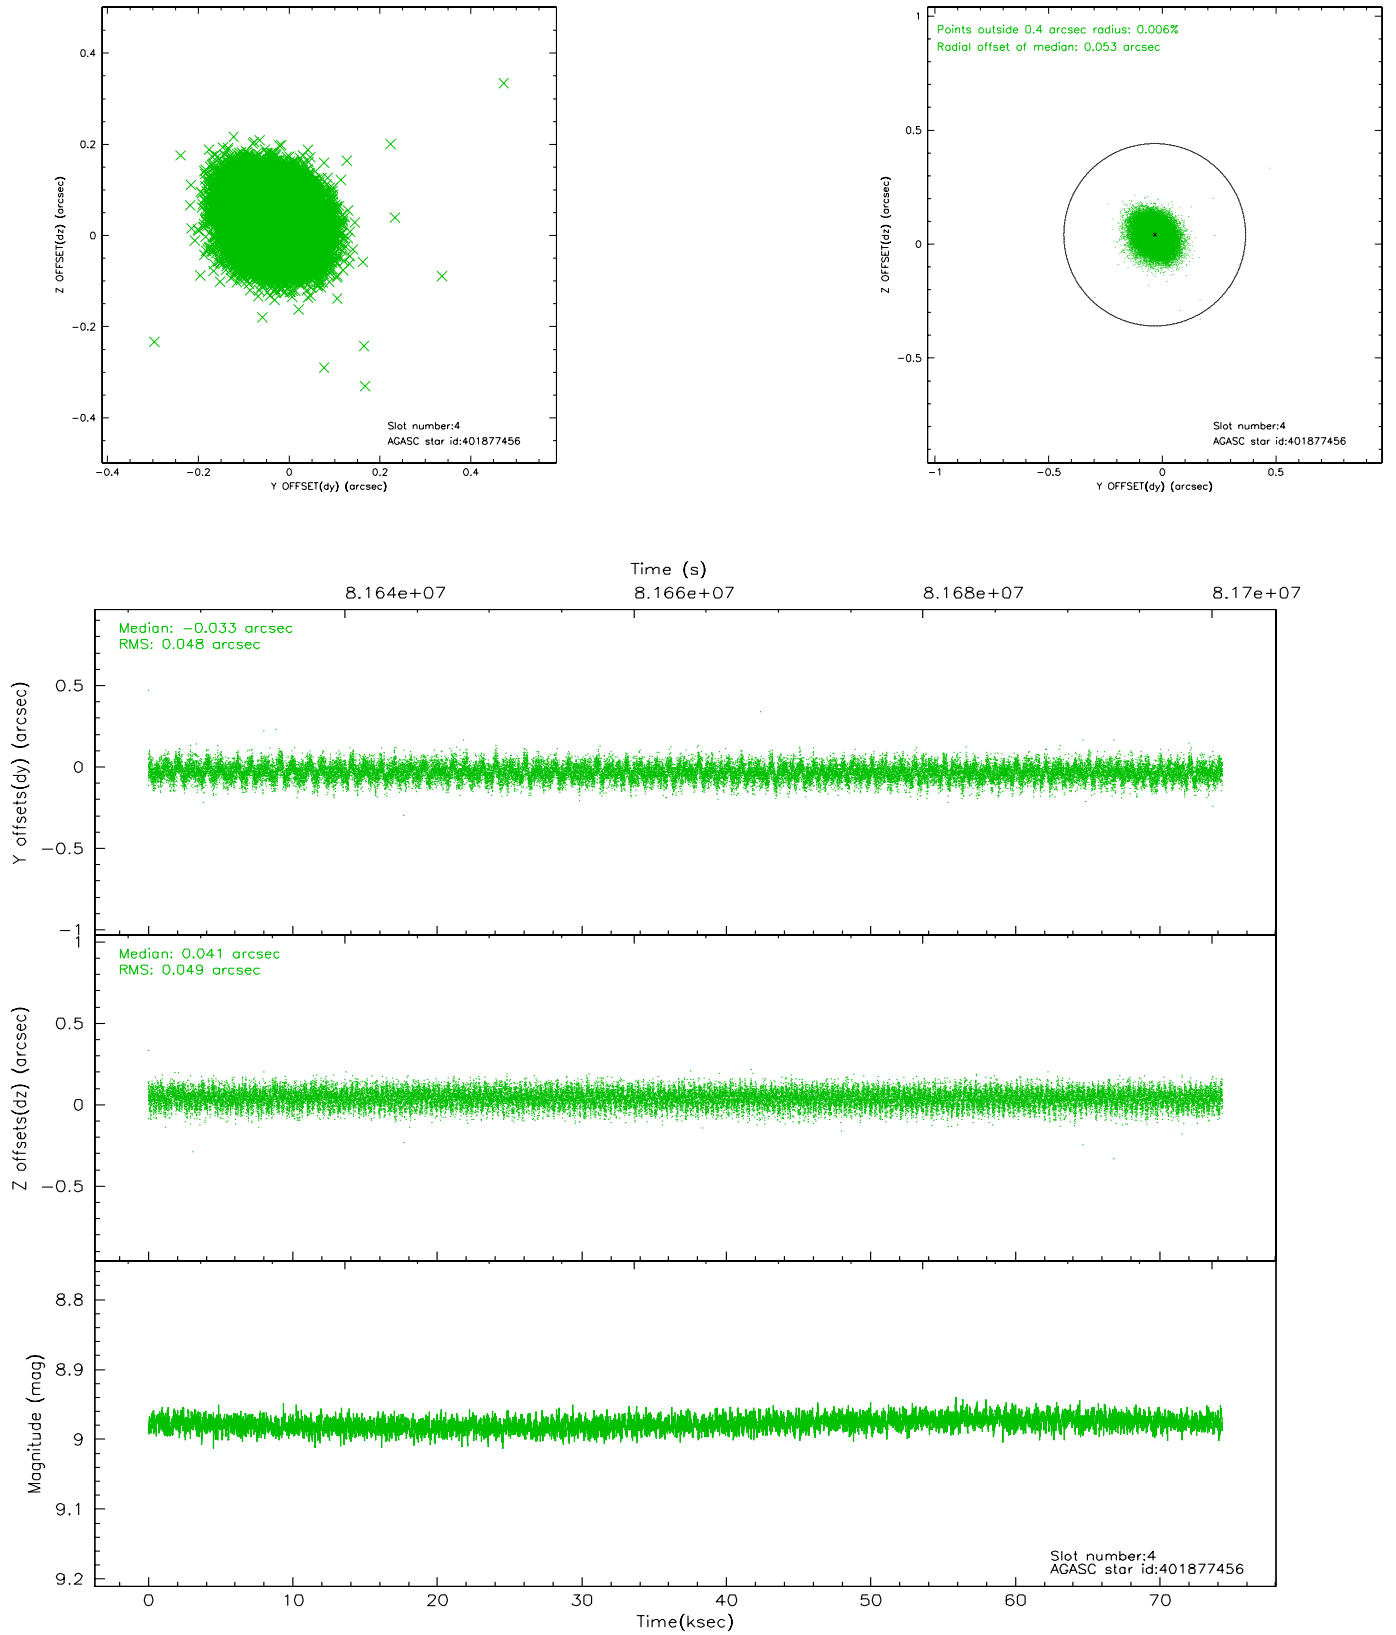 0.4
0.2
0
−0.2
−0.4
Z OFFSET(dz) (arcsec)
−0.4
−0.2
0
0.2
0.4
Y OFFSET(dy) (arcsec)
Slot number:4
AGASC star id:401877456
Points outside 0.4 arcsec radius: 0.006%
Radial offset of median: 0.053 arcsec
1
0.5
0
−0.5
Z OFFSET(dz) (arcsec)
−1
−0.5
0
0.5
Y OFFSET(dy) (arcsec)
Slot number:4
AGASC star id:401877456
Time (s)
8.164e+07
8.166e+07
8.168e+07
8.17e+07
Median: −0.033 arcsec
RMS: 0.048 arcsec
0.5
0
−0.5
−1
Y offsets(dy) (arcsec)
Median: 0.041 arcsec
RMS: 0.049 arcsec
1
0.5
0
−0.5
Z offsets(dz) (arcsec)
8.8
8.9
9
9.1
9.2
Magnitude (mag)
Slot number:4
AGASC star id:401877456
0
10
20
30
40
50
60
70
Time(ksec)